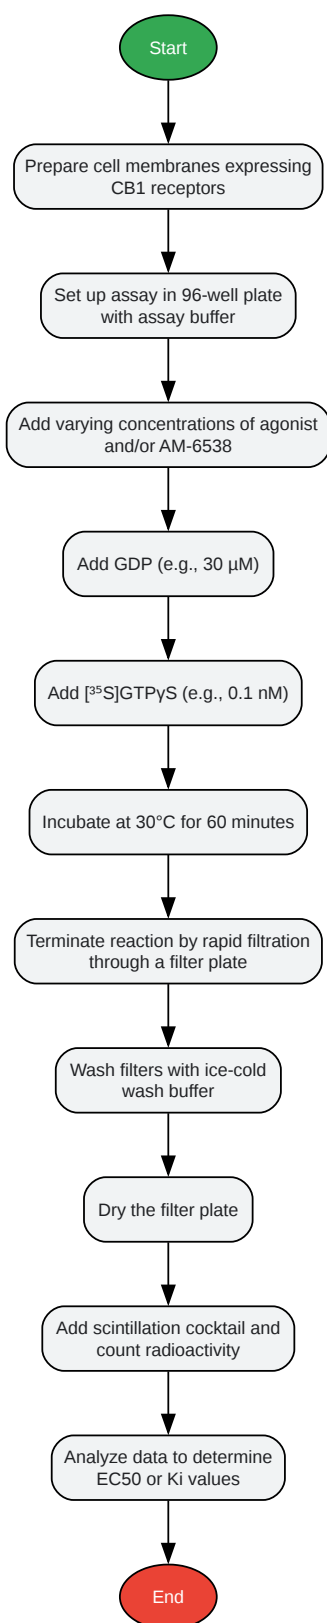 Start
Prepare cell membranes expressing
CB1 receptors
Set up assay in 96-well plate
with assay buffer
Add varying concentrations of agonist
and/or AM-6538
Add GDP (e.g., 30 µM)
Add [³⁵S]GTPγS (e.g., 0.1 nM)
Incubate at 30°C for 60 minutes
Terminate reaction by rapid filtration
through a filter plate
Wash filters with ice-cold
wash buffer
Dry the filter plate
Add scintillation cocktail and
count radioactivity
Analyze data to determine
EC50 or Ki values
End